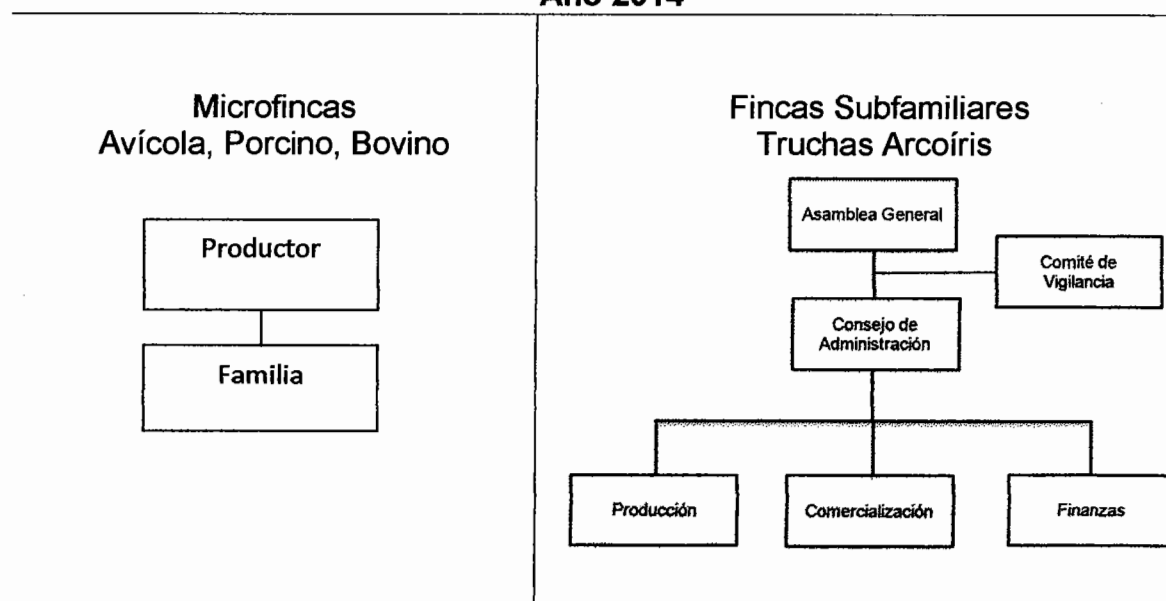 Año 2014
Microfincas
Avícola, Porcino, Bovino
Productor
Familia
Fincas Subfamiliares
Truchas Arcoíris
Asamblea General
Comité de
Vigilancia
Consejo de
Administración
Producción
Comercialización
Finanzas